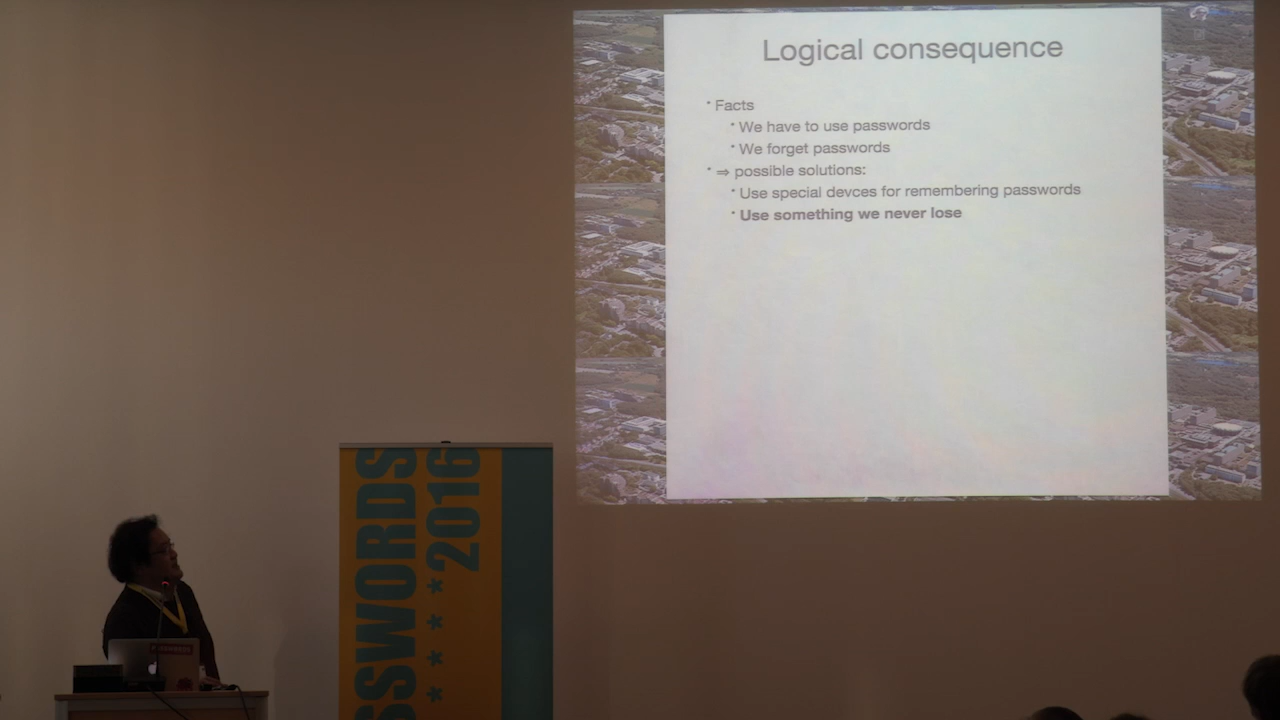 Logical consequence
• Facts
• We have to use passwords
• We forget passwords
• ⇒ possible solutions:
• Use special devces for remembering passwords
• Use something we never lose
SSWORDS
****2016